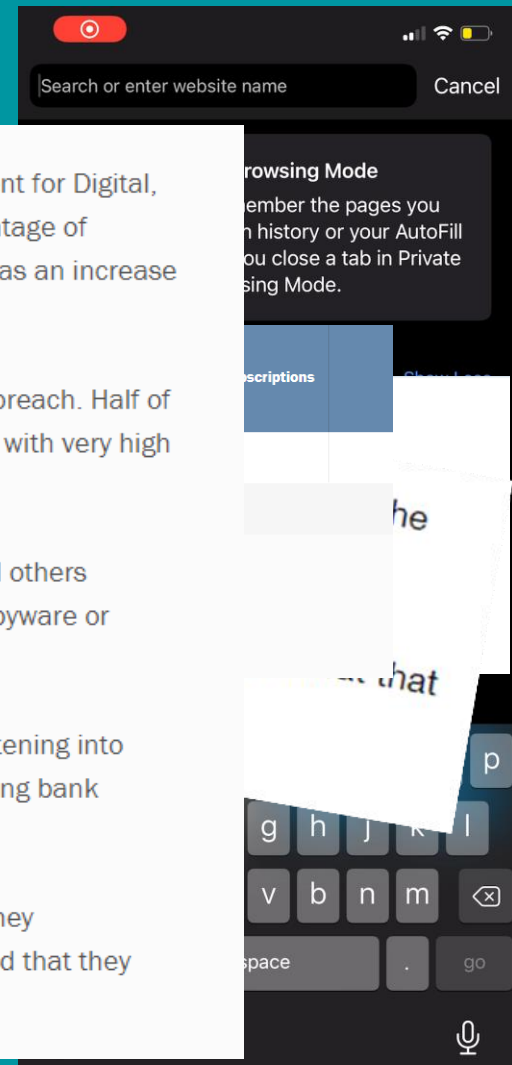 Search or enter website name
Cancel
rowsing Mode
ember the pages you
history or your AutoFill
ou close a tab in Private
sing Mode.
nt for Digital,
tage of
as an increase
scriptions
oreach. Half of
with very high
he
l others
oyware or
that
tening into
ng bank
ney
d that they
p
g h j k l
v b n m
space . go